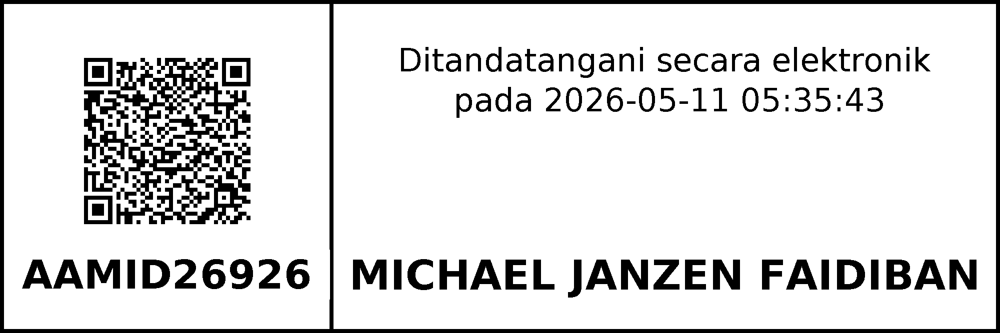 Ditandatangani secara elektronik
pada 2026-05-11 05:35:43
AAMID26926
MICHAEL JANZEN FAIDIBAN